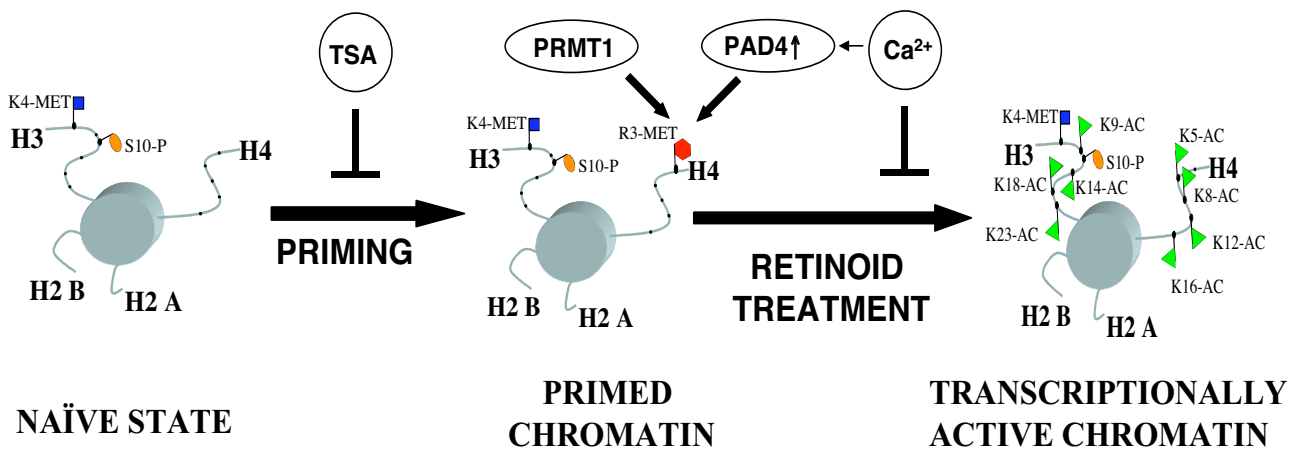 TSA
PRMT1
PAD4↑
Ca²⁺
K4-MET
H3
S10-P
H4
H2 B
H2 A
PRIMING
K4-MET
H3
S10-P
R3-MET
H4
H2 B
H2 A
RETINOID
TREATMENT
K4-MET
K9-AC
H3
S10-P
K18-AC
K14-AC
K23-AC
K5-AC
H4
K8-AC
K12-AC
K16-AC
H2 B
H2 A
NAÏVE STATE
PRIMED
CHROMATIN
TRANSCRIPTIONALLY
ACTIVE CHROMATIN